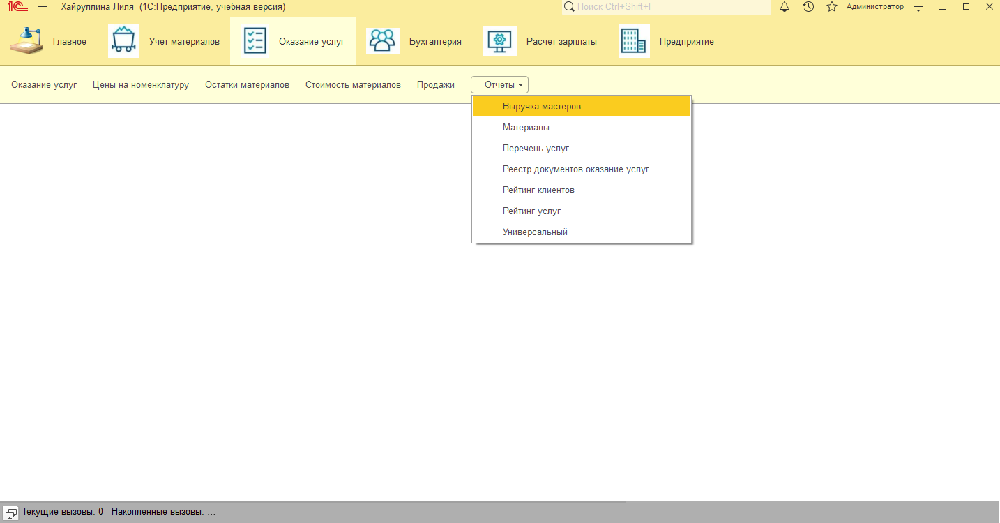 1С Хайруллина Лиля (1С:Предприятие, учебная версия) Поиск Ctrl+Shift+F Администратор
Главное Учет материалов Оказание услуг Бухгалтерия Расчет зарплаты Предприятие
Оказание услуг Цены на номенклатуру Остатки материалов Стоимость материалов Продажи Отчеты
Выручка мастеров
Материалы
Перечень услуг
Реестр документов оказание услуг
Рейтинг клиентов
Рейтинг услуг
Универсальный
Текущие вызовы: 0 Накопленные вызовы: ...